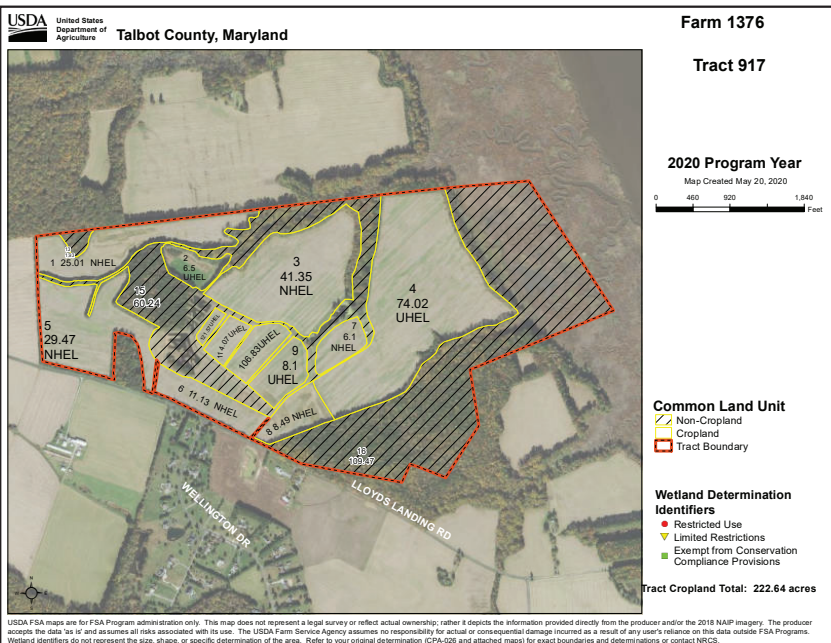 USDA
United States
Department of
Agriculture
Talbot County, Maryland
Farm 1376
Tract 917
2020 Program Year
Map Created May 20, 2020
0 460 920 1,840
Feet
1 25.01 NHEL
2
6.5
UHEL
3
41.35
NHEL
4
74.02
UHEL
5
29.47
NHEL
15
60.24
7
6.1
NHEL
114.07UHEL
106.83UHEL
9
8.1
UHEL
6 11.13 NHEL
8 8.49 NHEL
16
109.47
WELLINGTON DR
LLOYDS LANDING RD
Common Land Unit
Non-Cropland
Cropland
Tract Boundary
Wetland Determination
Identifiers
Restricted Use
Limited Restrictions
Exempt from Conservation
Compliance Provisions
Tract Cropland Total: 222.64 acres
USDA FSA maps are for FSA Program administration only. This map does not represent a legal survey or reflect actual ownership; rather it depicts the information provided directly from the producer and/or the 2018 NAIP imagery. The producer
accepts the data 'as is' and assumes all risks associated with its use. The USDA Farm Service Agency assumes no responsibility for actual or consequential damage incurred as a result of any user's reliance on this data outside FSA Programs.
Wetland identifiers do not represent the size, shape, or specific determination of the area. Refer to your original determination (CPA-026 and attached maps) for exact boundaries and determinations or contact NRCS.